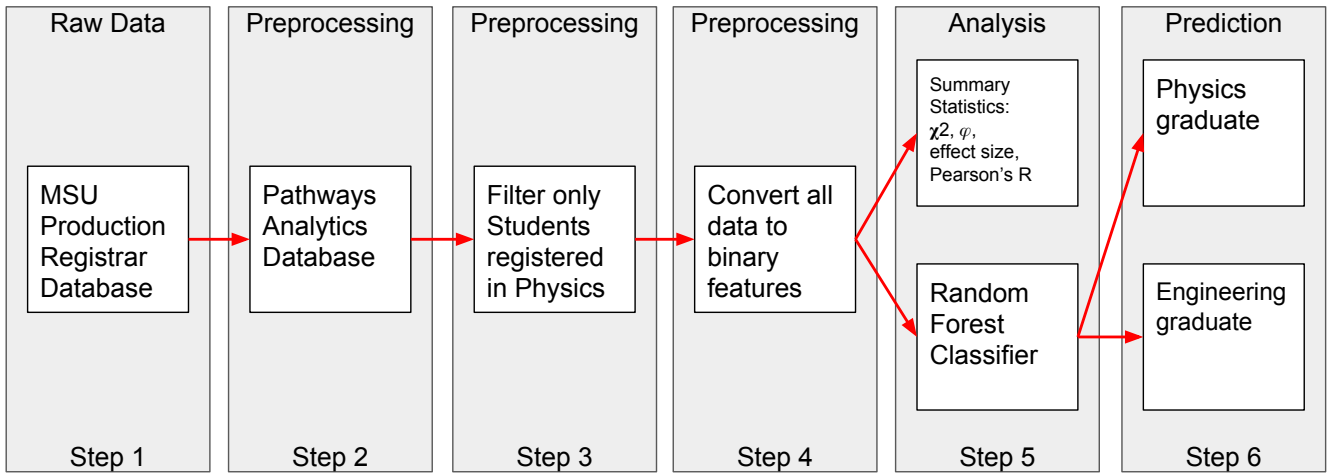 Raw Data
MSU
Production
Registrar
Database
Step 1
Preprocessing
Pathways
Analytics
Database
Step 2
Preprocessing
Filter only
Students
registered
in Physics
Step 3
Preprocessing
Convert all
data to
binary
features
Step 4
Analysis
Summary
Statistics:
χ2, φ,
effect size,
Pearson's R
Random
Forest
Classifier
Step 5
Prediction
Physics
graduate
Engineering
graduate
Step 6